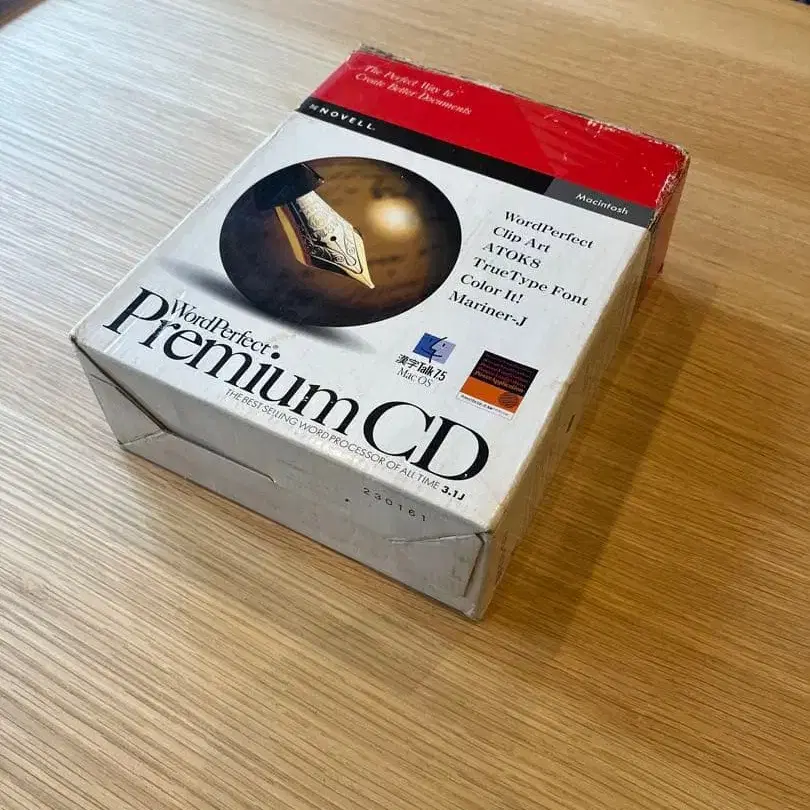 The Perfect Way to
Create Better Documents
by NOVELL.
Macintosh
WordPerfect
Clip Art
ATOK8
TrueType Font
Color It!
Mariner-J
WordPerfect®
Premium CD
THE BEST SELLING WORD PROCESSOR OF ALL TIME 3.1J
漢字Talk 7.5
Mac OS
230161